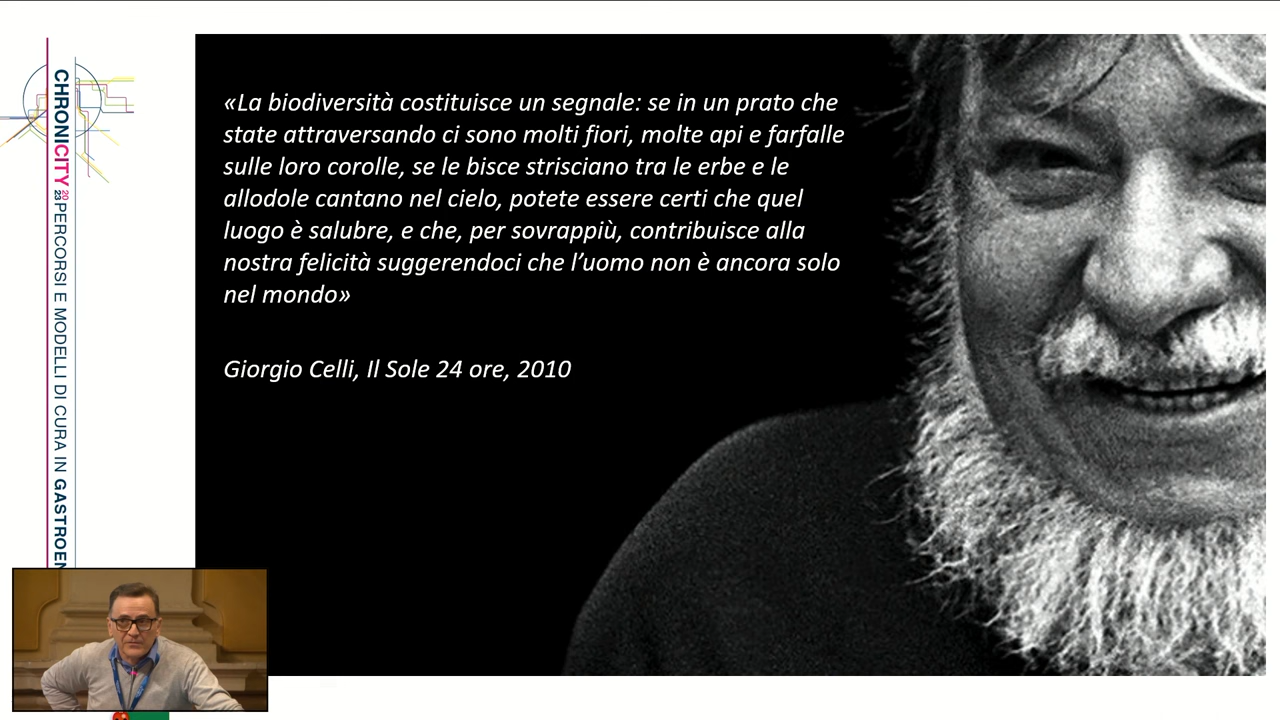 «La biodiversità costituisce un segnale: se in un prato che
state attraversando ci sono molti fiori, molte api e farfalle
sulle loro corolle, se le bisce strisciano tra le erbe e le
allodole cantano nel cielo, potete essere certi che quel
luogo è salubre, e che, per sovrappiù, contribuisce alla
nostra felicità suggerendoci che l’uomo non è ancora solo
nel mondo»
Giorgio Celli, Il Sole 24 ore, 2010
CHRONICITY 2023 PERCORSI E MODELLI DI CURA IN GASTROEN